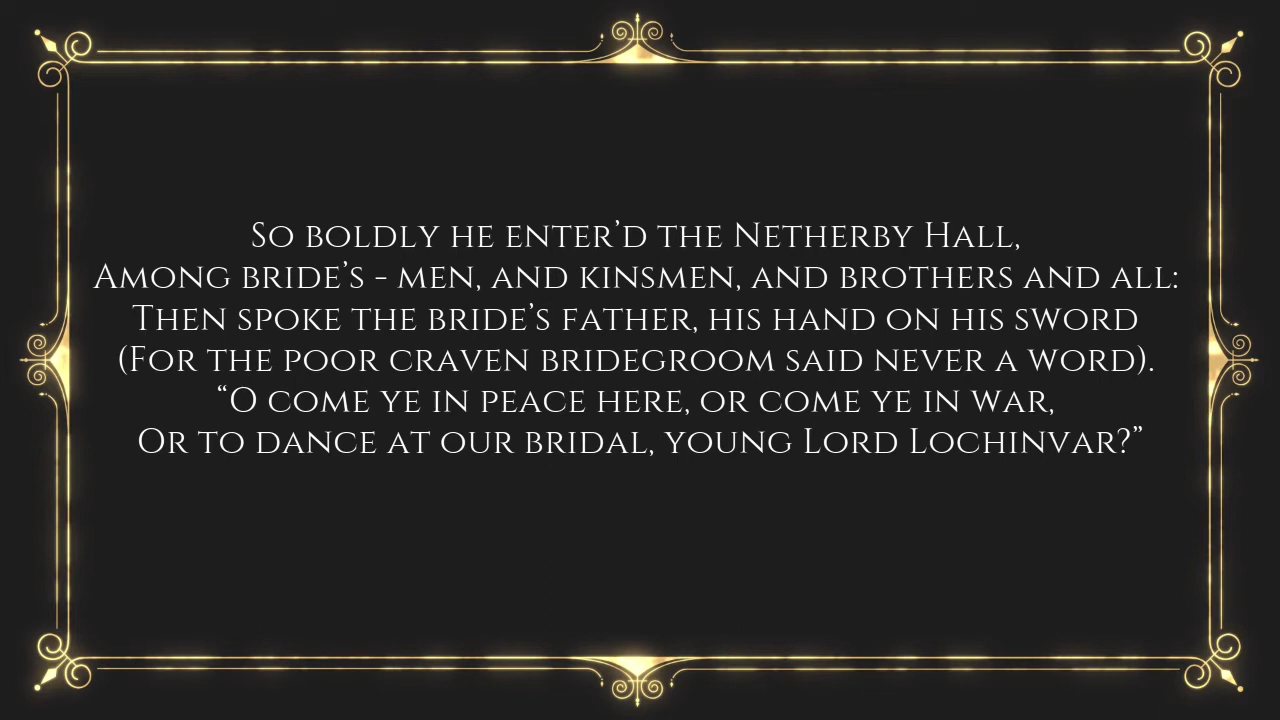 So boldly he enter’d the Netherby Hall,
Among bride’s - men, and kinsmen, and brothers and all:
Then spoke the bride’s father, his hand on his sword
(For the poor craven bridegroom said never a word).
“O come ye in peace here, or come ye in war,
Or to dance at our bridal, young Lord Lochinvar?”